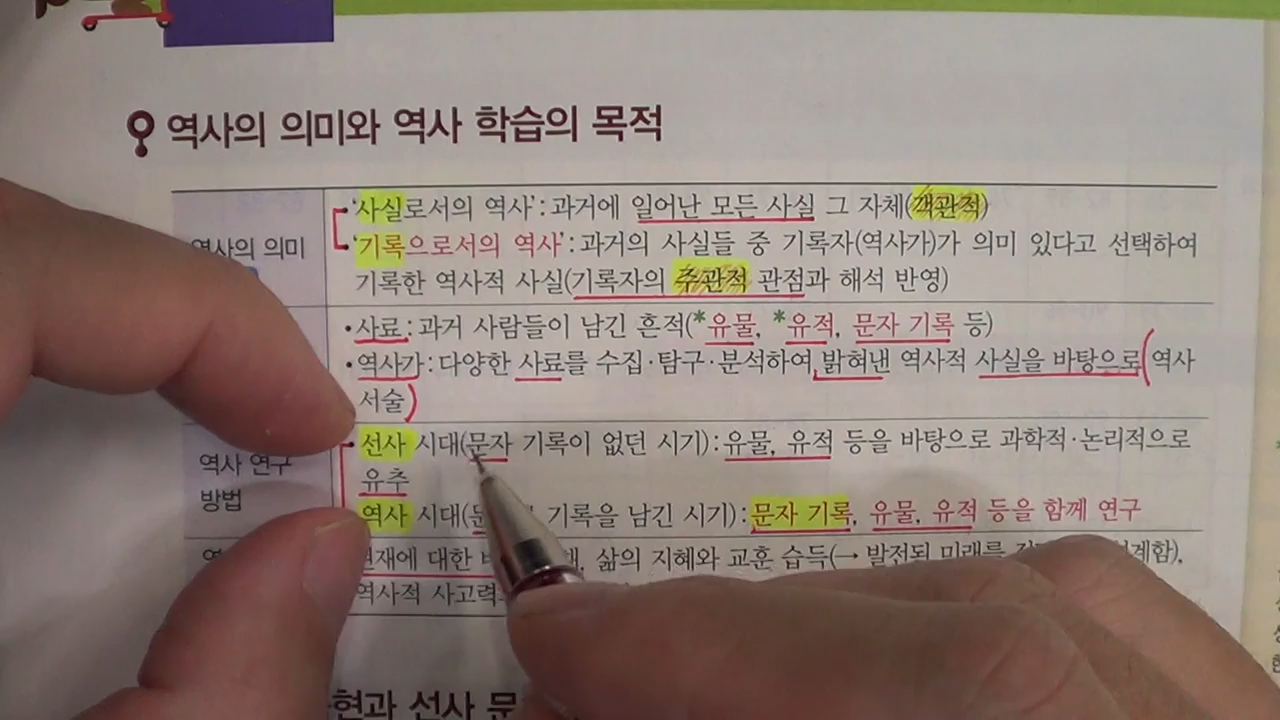 역사의 의미와 역사 학습의 목적
역사의 의미
• '사실로서의 역사': 과거에 일어난 모든 사실 그 자체(객관적)
• '기록으로서의 역사': 과거의 사실들 중 기록자(역사가)가 의미 있다고 선택하여
기록한 역사적 사실(기록자의 주관적 관점과 해석 반영)
• 사료: 과거 사람들이 남긴 흔적(*유물, *유적, 문자 기록 등)
• 역사가: 다양한 사료를 수집·탐구·분석하여, 밝혀낸 역사적 사실을 바탕으로(역사
서술)
역사 연구
방법
• 선사 시대(문자 기록이 없던 시기): 유물, 유적 등을 바탕으로 과학적·논리적으로
유추
역사 시대( 기록을 남긴 시기): 문자 기록, 유물, 유적 등을 함께 연구
현재에 대한 삶의 지혜와 교훈 습득(→ 발전된 미래를
역사적 사고력
선사 문